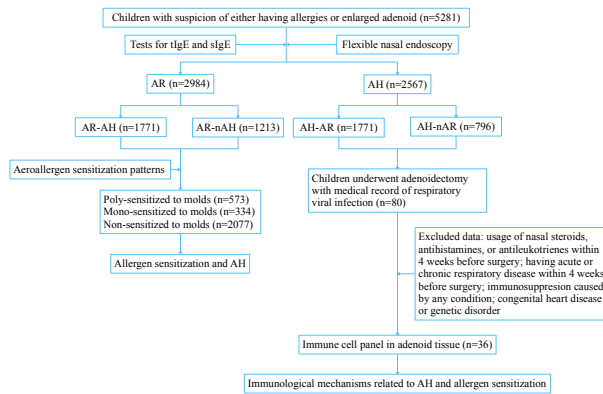 Children with suspicion of either having allergies or enlarged adenoid (n=5281)
Tests for tIgE and sIgE
Flexible nasal endoscopy
AR (n=2984)
AH (n=2567)
AR-AH (n=1771)
AR-nAH (n=1213)
AH-AR (n=1771)
AH-nAR (n=796)
Aeroallergen sensitization patterns
Children underwent adenoidectomy
with medical record of respiratory
viral infection (n=80)
Poly-sensitized to molds (n=573)
Mono-sensitized to molds (n=334)
Non-sensitized to molds (n=2077)
Allergen sensitization and AH
Excluded data: usage of nasal steroids,
antihistamines, or antileukotrienes within
4 weeks before surgery; having acute or
chronic respiratory disease within 4 weeks
before surgery; immunosuppresion caused
by any condition; congenital heart disease
or genetic disorder
Immune cell panel in adenoid tissue (n=36)
Immunological mechanisms related to AH and allergen sensitization